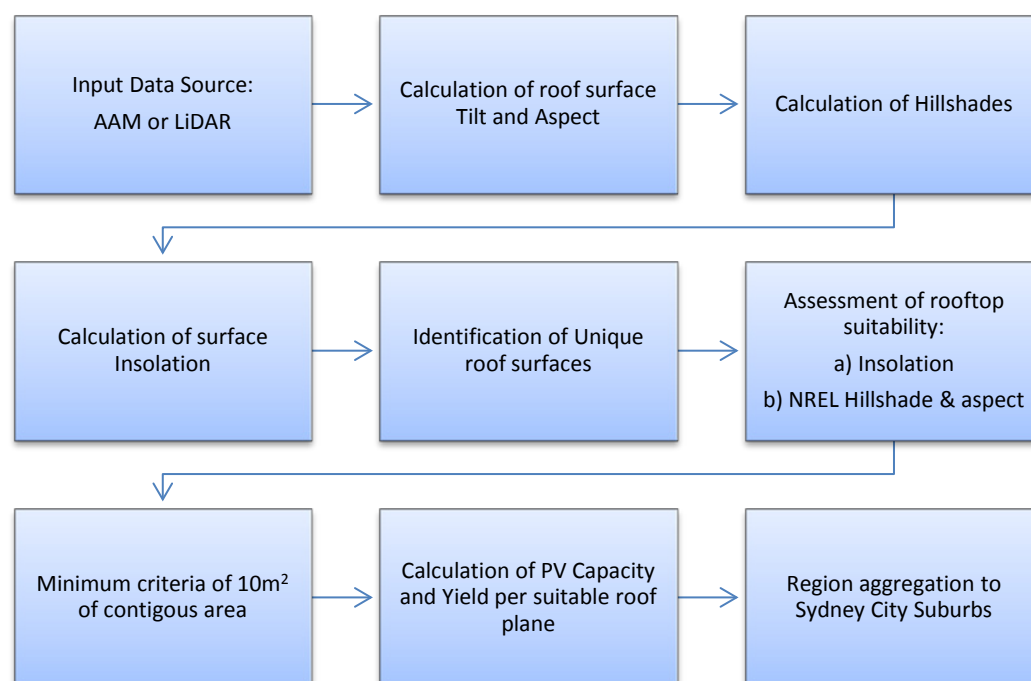 Input Data Source:
AAM or LiDAR
Calculation of roof surface
Tilt and Aspect
Calculation of Hillshades
Calculation of surface
Insolation
Identification of Unique
roof surfaces
Assessment of rooftop
suitability:
a) Insolation
b) NREL Hillshade & aspect
Minimum criteria of 10m²
of contigous area
Calculation of PV Capacity
and Yield per suitable roof
plane
Region aggregation to
Sydney City Suburbs